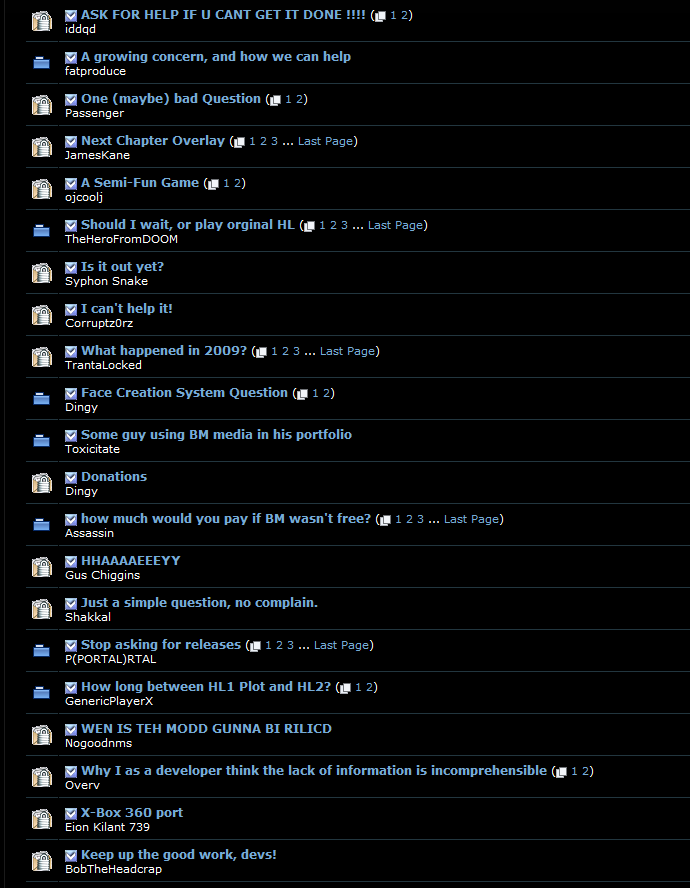 ASK FOR HELP IF U CANT GET IT DONE !!!! ( 1 2)
iddqd
A growing concern, and how we can help
fatproduce
One (maybe) bad Question ( 1 2)
Passenger
Next Chapter Overlay ( 1 2 3 ... Last Page)
JamesKane
A Semi-Fun Game ( 1 2)
ojcoolj
Should I wait, or play orginal HL ( 1 2 3 ... Last Page)
TheHeroFromDOOM
Is it out yet?
Syphon Snake
I can't help it!
Corruptz0rz
What happened in 2009? ( 1 2 3 ... Last Page)
TrantaLocked
Face Creation System Question ( 1 2)
Dingy
Some guy using BM media in his portfolio
Toxicitate
Donations
Dingy
how much would you pay if BM wasn't free? ( 1 2 3 ... Last Page)
Assassin
HHAAAAEEEYY
Gus Chiggins
Just a simple question, no complain.
Shakkal
Stop asking for releases ( 1 2 3 ... Last Page)
P(PORTAL)RTAL
How long between HL1 Plot and HL2? ( 1 2)
GenericPlayerX
WEN IS TEH MODD GUNNA BI RILICD
Nogoodnms
Why I as a developer think the lack of information is incomprehensible ( 1 2)
Overv
X-Box 360 port
Eion Kilant 739
Keep up the good work, devs!
BobTheHeadcrap